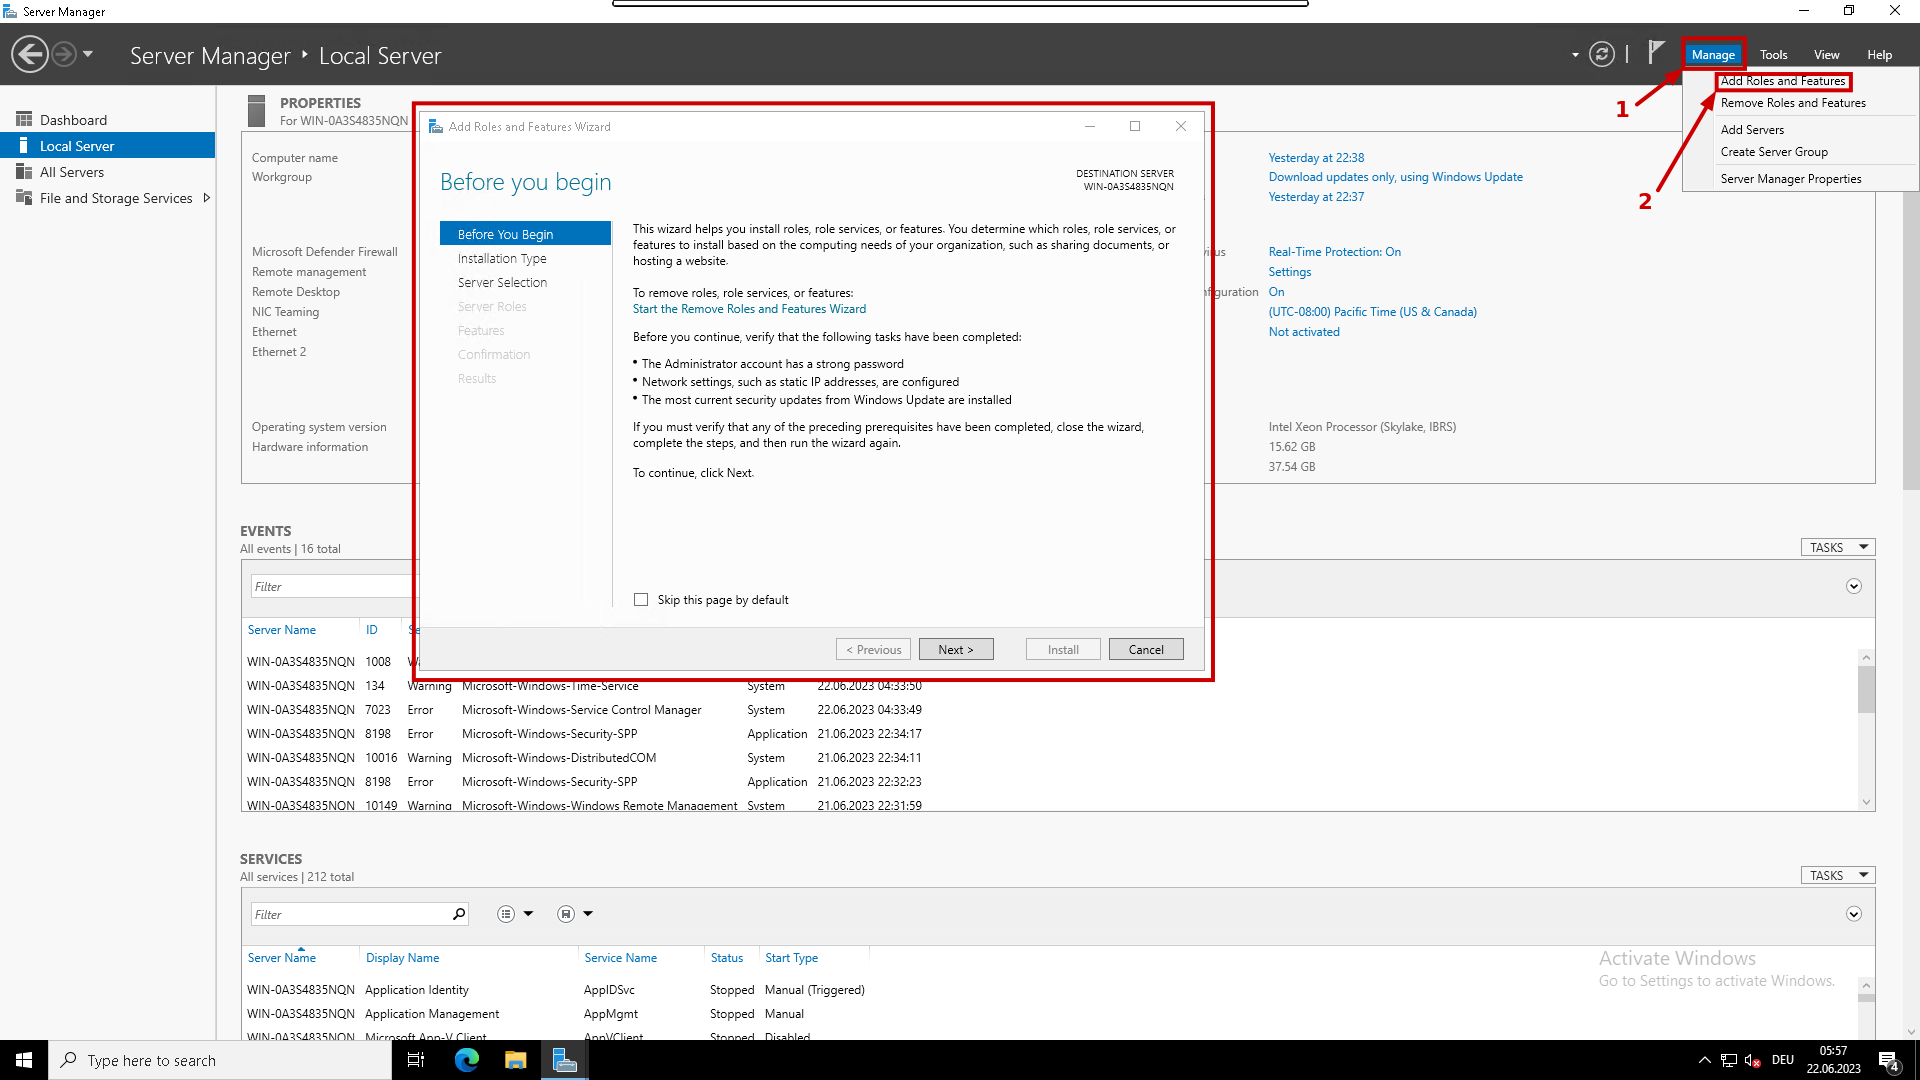 Server Manager
Server Manager ‣ Local Server
Manage
Tools
View
Help
1
2
Add Roles and Features
Remove Roles and Features
Add Servers
Create Server Group
Server Manager Properties
Dashboard
Local Server
All Servers
File and Storage Services
PROPERTIES
For WIN-0A3S4835NQN
Computer name
Workgroup
Microsoft Defender Firewall
Remote management
Remote Desktop
NIC Teaming
Ethernet
Ethernet 2
Operating system version
Hardware information
Yesterday at 22:38
Download updates only, using Windows Update
Yesterday at 22:37
Real-Time Protection: On
Settings
On
(UTC-08:00) Pacific Time (US & Canada)
Not activated
Intel Xeon Processor (Skylake, IBRS)
15.62 GB
37.54 GB
Add Roles and Features Wizard
Before you begin
DESTINATION SERVER
WIN-0A3S4835NQN
Before You Begin
Installation Type
Server Selection
Server Roles
Features
Confirmation
Results
This wizard helps you install roles, role services, or features. You determine which roles, role services, or
features to install based on the computing needs of your organization, such as sharing documents, or
hosting a website.
To remove roles, role services, or features:
Start the Remove Roles and Features Wizard
Before you continue, verify that the following tasks have been completed:
• The Administrator account has a strong password
• Network settings, such as static IP addresses, are configured
• The most current security updates from Windows Update are installed
If you must verify that any of the preceding prerequisites have been completed, close the wizard,
complete the steps, and then run the wizard again.
To continue, click Next.
Skip this page by default
< Previous
Next >
Install
Cancel
EVENTS
All events | 16 total
TASKS
Filter
Server Name ID
WIN-0A3S4835NQN 1008
WIN-0A3S4835NQN 134 Warning Microsoft-Windows-Time-Service System 22.06.2023 04:33:50
WIN-0A3S4835NQN 7023 Error Microsoft-Windows-Service Control Manager System 22.06.2023 04:33:49
WIN-0A3S4835NQN 8198 Error Microsoft-Windows-Security-SPP Application 21.06.2023 22:34:17
WIN-0A3S4835NQN 10016 Warning Microsoft-Windows-DistributedCOM System 21.06.2023 22:34:11
WIN-0A3S4835NQN 8198 Error Microsoft-Windows-Security-SPP Application 21.06.2023 22:32:23
WIN-0A3S4835NQN 10149 Warning Microsoft-Windows-Windows Remote Management System 21.06.2023 22:31:59
SERVICES
All services | 212 total
TASKS
Filter
Server Name Display Name Service Name Status Start Type
WIN-0A3S4835NQN Application Identity AppIDSvc Stopped Manual (Triggered)
WIN-0A3S4835NQN Application Management AppMgmt Stopped Manual
WIN-0A3S4835NQN Microsoft App-V Client AppVClient Stopped Disabled
Activate Windows
Go to Settings to activate Windows.
Type here to search
DEU
05:57
22.06.2023
4